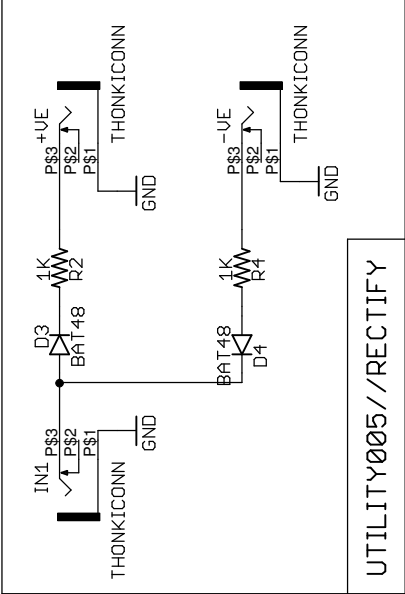 IN1
P$3
P$2
P$1
THONKICONN
GND
D3
BAT48
1K
R2
+VE
P$3
P$2
P$1
THONKICONN
GND
BAT48
D4
1K
R4
-VE
P$3
P$2
P$1
THONKICONN
GND
UTILITY005//RECTIFY